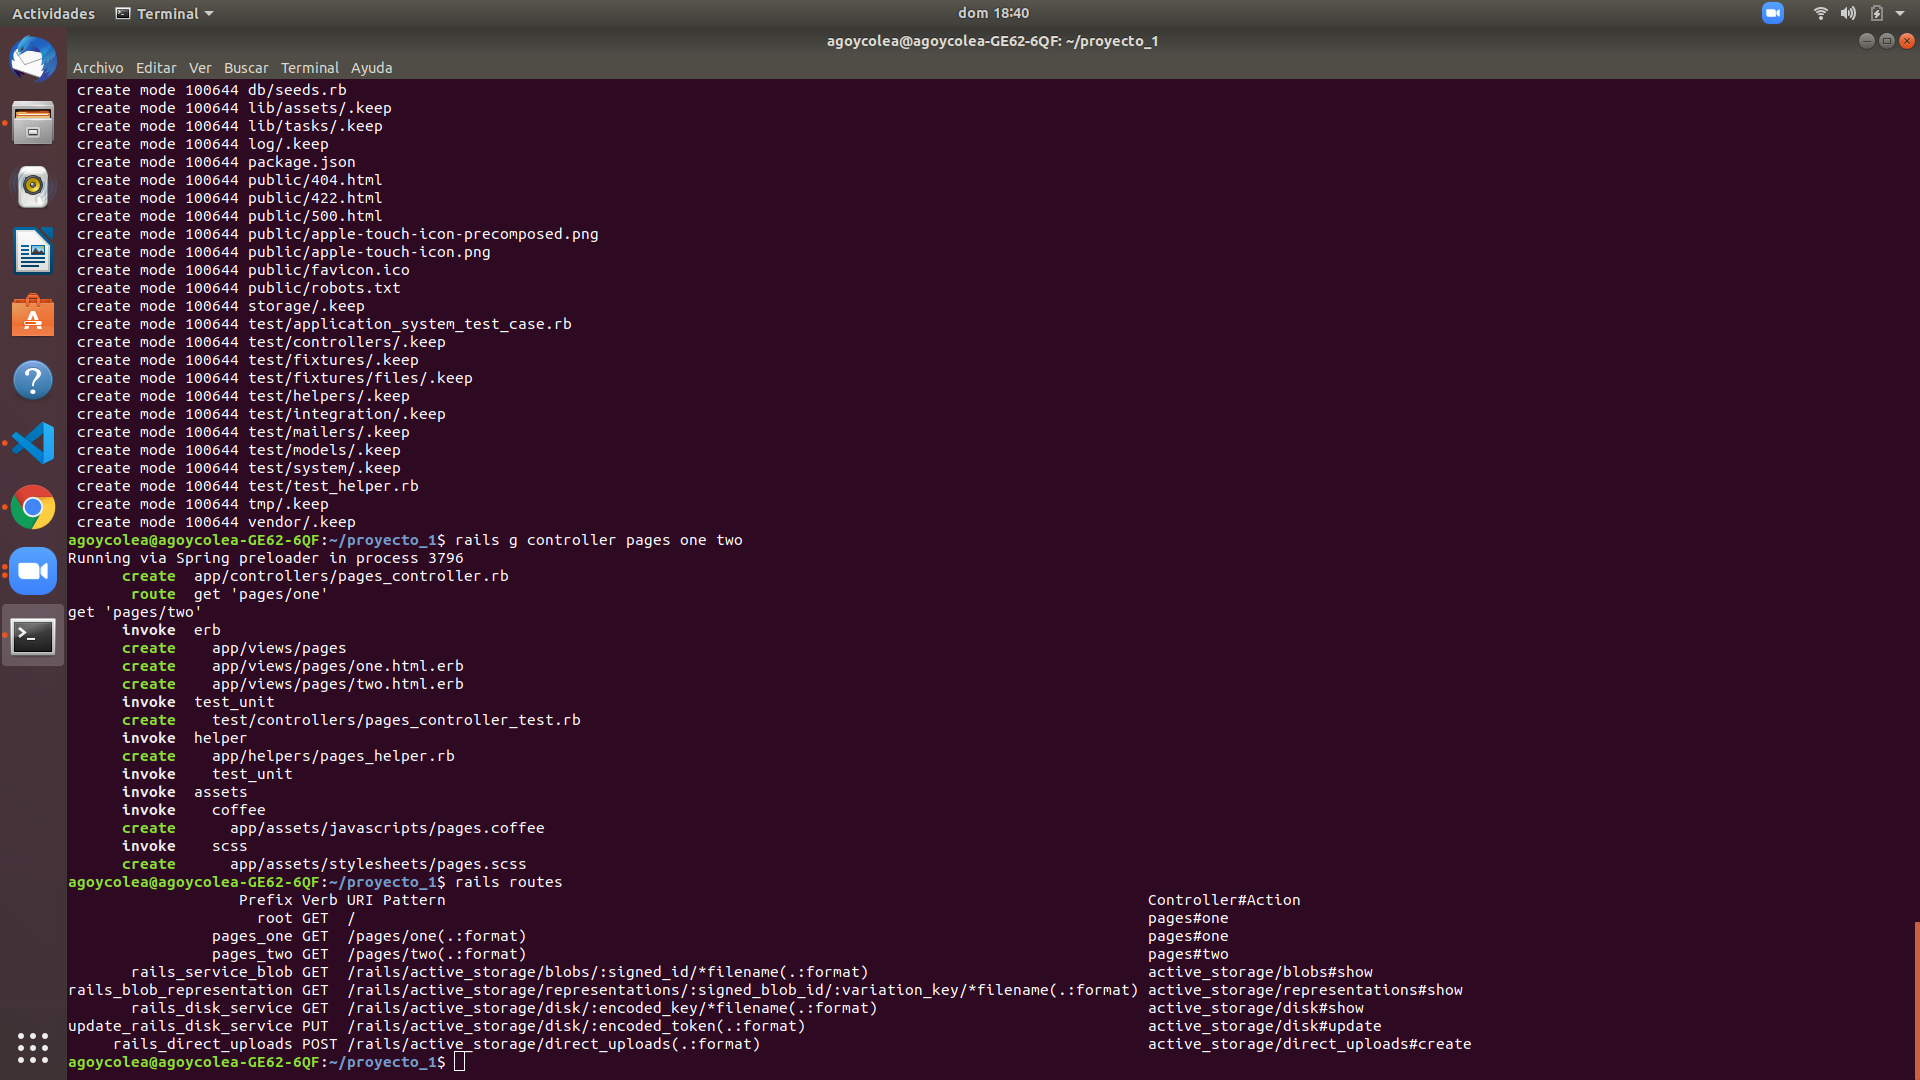 Actividades Terminal dom 18:40
agoycolea@agoycolea-GE62-6QF: ~/proyecto_1
Archivo Editar Ver Buscar Terminal Ayuda
create mode 100644 db/seeds.rb
create mode 100644 lib/assets/.keep
create mode 100644 lib/tasks/.keep
create mode 100644 log/.keep
create mode 100644 package.json
create mode 100644 public/404.html
create mode 100644 public/422.html
create mode 100644 public/500.html
create mode 100644 public/apple-touch-icon-precomposed.png
create mode 100644 public/apple-touch-icon.png
create mode 100644 public/favicon.ico
create mode 100644 public/robots.txt
create mode 100644 storage/.keep
create mode 100644 test/application_system_test_case.rb
create mode 100644 test/controllers/.keep
create mode 100644 test/fixtures/.keep
create mode 100644 test/fixtures/files/.keep
create mode 100644 test/helpers/.keep
create mode 100644 test/integration/.keep
create mode 100644 test/mailers/.keep
create mode 100644 test/models/.keep
create mode 100644 test/system/.keep
create mode 100644 test/test_helper.rb
create mode 100644 tmp/.keep
create mode 100644 vendor/.keep
agoycolea@agoycolea-GE62-6QF:~/proyecto_1$ rails g controller pages one two
Running via Spring preloader in process 3796
create app/controllers/pages_controller.rb
route get 'pages/one'
get 'pages/two'
invoke erb
create app/views/pages
create app/views/pages/one.html.erb
create app/views/pages/two.html.erb
invoke test_unit
create test/controllers/pages_controller_test.rb
invoke helper
create app/helpers/pages_helper.rb
invoke test_unit
invoke assets
invoke coffee
create app/assets/javascripts/pages.coffee
invoke scss
create app/assets/stylesheets/pages.scss
agoycolea@agoycolea-GE62-6QF:~/proyecto_1$ rails routes
Prefix Verb URI Pattern Controller#Action
root GET / pages#one
pages_one GET /pages/one(.:format) pages#one
pages_two GET /pages/two(.:format) pages#two
rails_service_blob GET /rails/active_storage/blobs/:signed_id/*filename(.:format) active_storage/blobs#show
rails_blob_representation GET /rails/active_storage/representations/:signed_blob_id/:variation_key/*filename(.:format) active_storage/representations#show
rails_disk_service GET /rails/active_storage/disk/:encoded_key/*filename(.:format) active_storage/disk#show
update_rails_disk_service PUT /rails/active_storage/disk/:encoded_token(.:format) active_storage/disk#update
rails_direct_uploads POST /rails/active_storage/direct_uploads(.:format) active_storage/direct_uploads#create
agoycolea@agoycolea-GE62-6QF:~/proyecto_1$